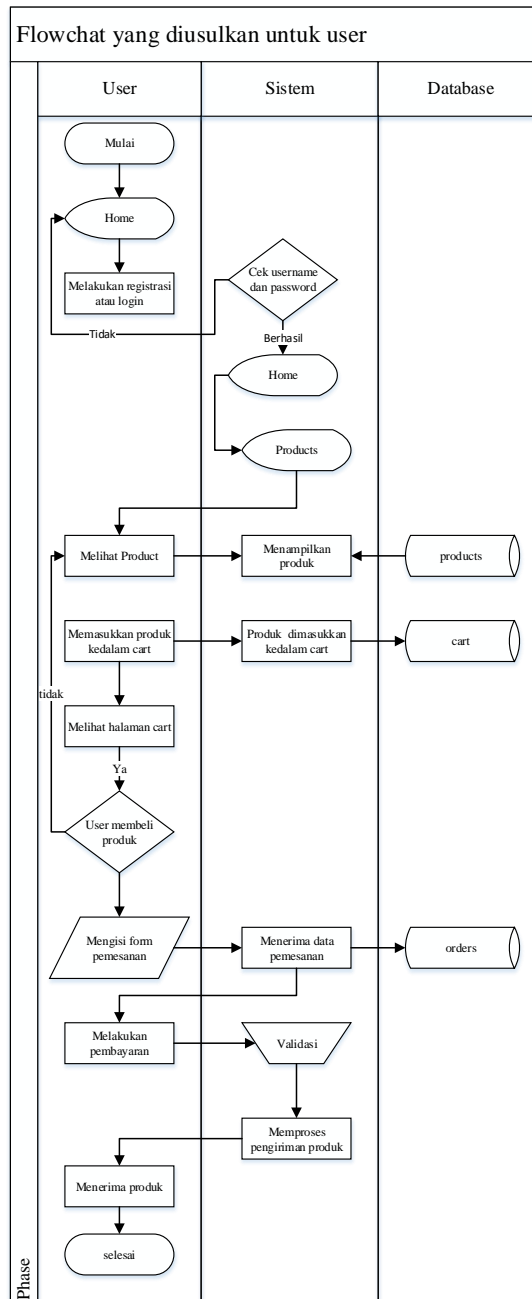 Flowchat yang diusulkan untuk user
User
Sistem
Database
Mulai
Home
Melakukan registrasi
atau login
Cek username
dan password
Tidak
Berhasil
Home
Products
Melihat Product
Menampilkan
produk
products
Memasukkan produk
kedalam cart
Produk dimasukkan
kedalam cart
cart
tidak
Melihat halaman cart
Ya
User membeli
produk
Mengisi form
pemesanan
Menerima data
pemesanan
orders
Melakukan
pembayaran
Validasi
Memproses
pengiriman produk
Menerima produk
selesai
Phase